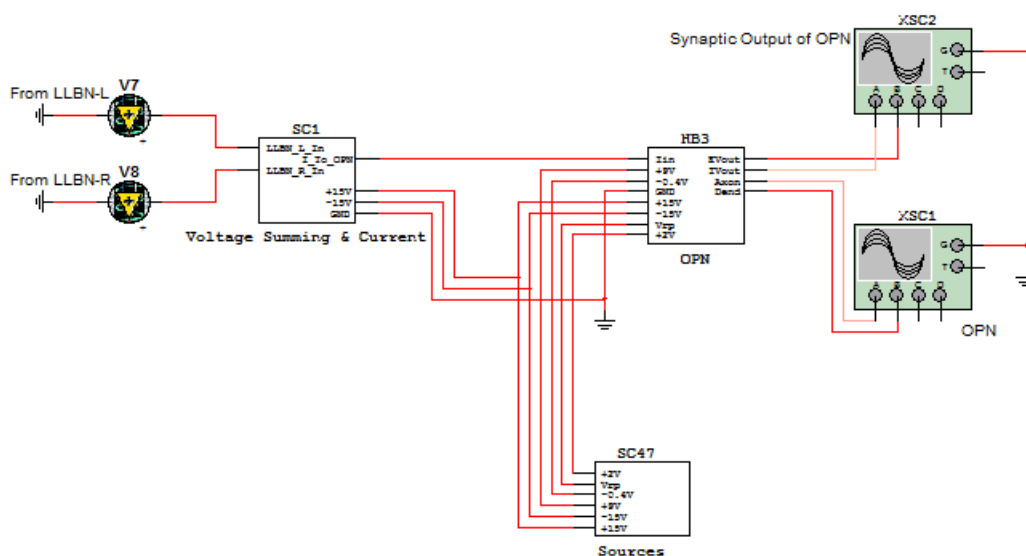 XSC2
Synaptic Output of OPN
G
T
A B C D
From LLBN-L
V7
+
SC1
LLBN_L_In
I_To_OPN
LLBN_R_In
+15V
-15V
GND
Voltage Summing & Current
From LLBN-R
V8
+
HB3
Iin
+9V
-0.4V
GND
+15V
-15V
Vrp
+2V
EVout
IVout
Axon
Dend
OPN
XSC1
G
T
A B C D
OPN
SC47
+2V
Vrp
-0.4V
+9V
-15V
+15V
Sources